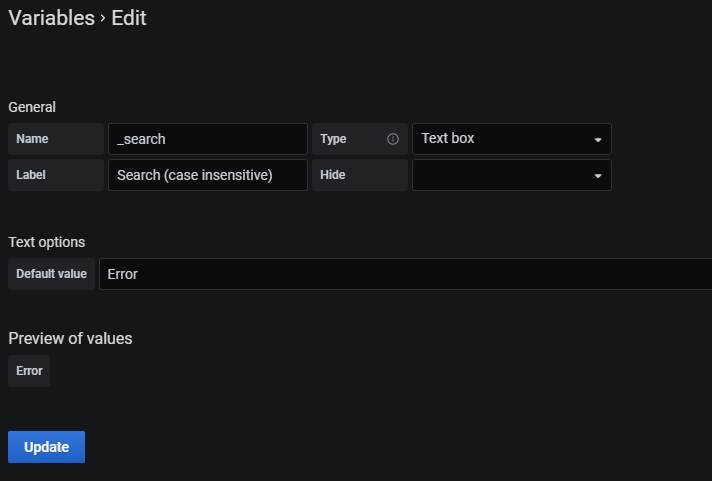 Variables › Edit
General
Name _search Type Text box
Label Search (case insensitive) Hide
Text options
Default value Error
Preview of values
Error
Update